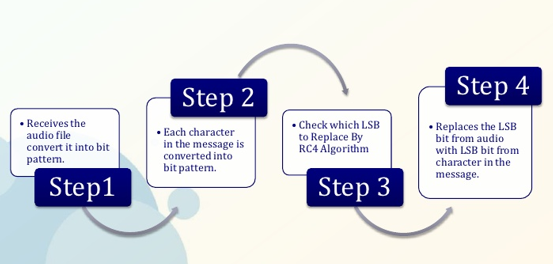 • Receives the
audio file
convert it into bit
pattern.
Step1
Step 2
• Each character
in the message is
converted into
bit pattern.
• Check which LSB
to Replace By
RC4 Algorithm
Step 3
Step 4
• Replaces the LSB
bit from audio
with LSB bit from
character in the
message.